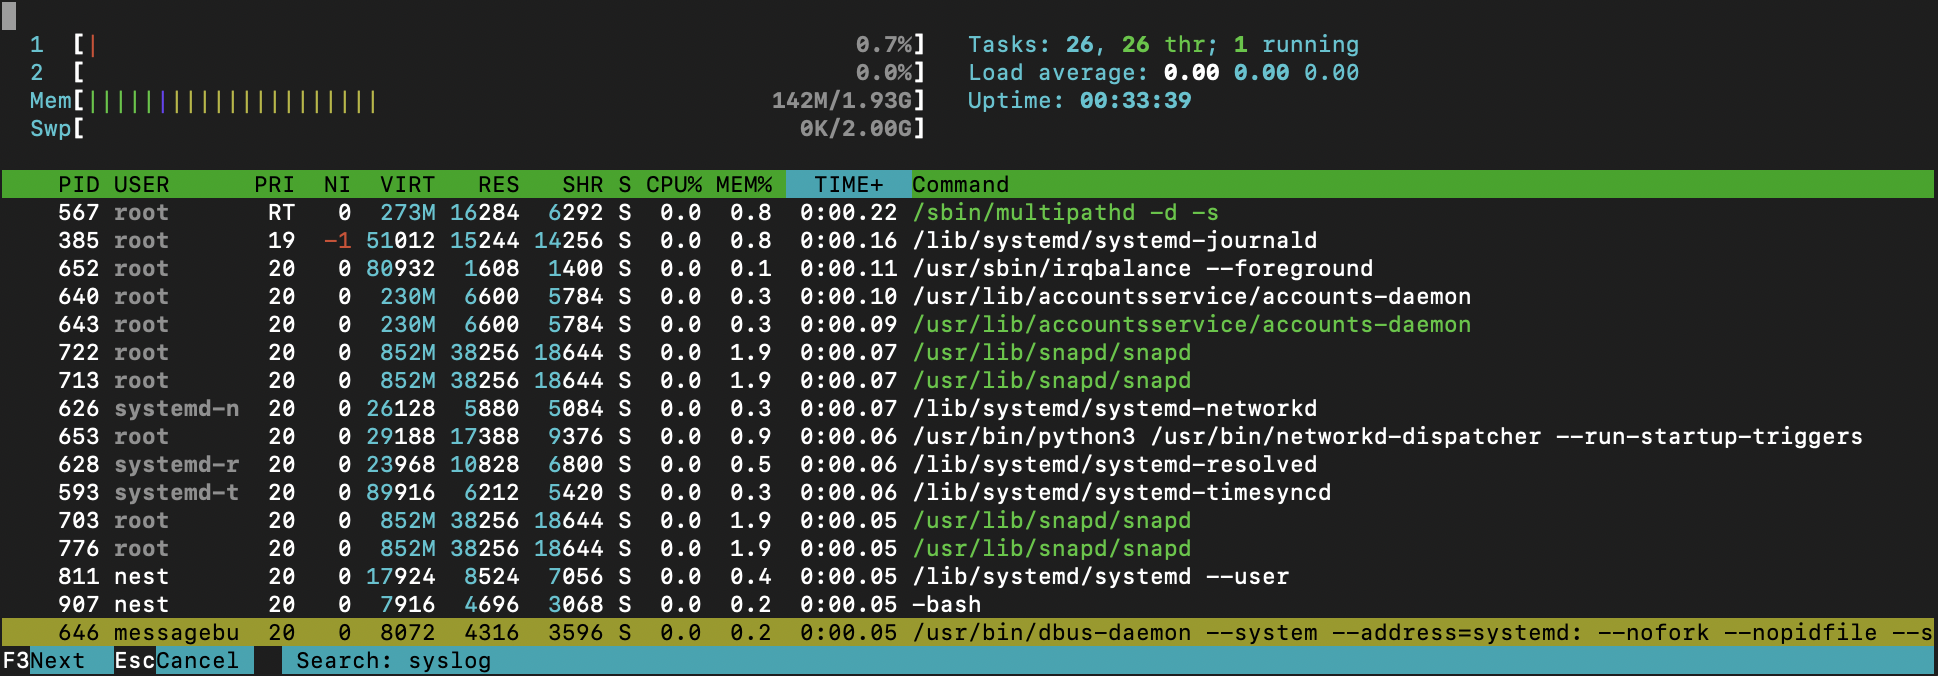 1 [| 0.7%] Tasks: 26, 26 thr; 1 running
2 [ 0.0%] Load average: 0.00 0.00 0.00
Mem[||||||||||||||||||||| 142M/1.93G] Uptime: 00:33:39
Swp[ 0K/2.00G]
PID USER PRI NI VIRT RES SHR S CPU% MEM% TIME+ Command
567 root RT 0 273M 16284 6292 S 0.0 0.8 0:00.22 /sbin/multipathd -d -s
385 root 19 -1 51012 15244 14256 S 0.0 0.8 0:00.16 /lib/systemd/systemd-journald
652 root 20 0 80932 1608 1400 S 0.0 0.1 0:00.11 /usr/sbin/irqbalance --foreground
640 root 20 0 230M 6600 5784 S 0.0 0.3 0:00.10 /usr/lib/accountsservice/accounts-daemon
643 root 20 0 230M 6600 5784 S 0.0 0.3 0:00.09 /usr/lib/accountsservice/accounts-daemon
722 root 20 0 852M 38256 18644 S 0.0 1.9 0:00.07 /usr/lib/snapd/snapd
713 root 20 0 852M 38256 18644 S 0.0 1.9 0:00.07 /usr/lib/snapd/snapd
626 systemd-n 20 0 26128 5880 5084 S 0.0 0.3 0:00.07 /lib/systemd/systemd-networkd
653 root 20 0 29188 17388 9376 S 0.0 0.9 0:00.06 /usr/bin/python3 /usr/bin/networkd-dispatcher --run-startup-triggers
628 systemd-r 20 0 23968 10828 6800 S 0.0 0.5 0:00.06 /lib/systemd/systemd-resolved
593 systemd-t 20 0 89916 6212 5420 S 0.0 0.3 0:00.06 /lib/systemd/systemd-timesyncd
703 root 20 0 852M 38256 18644 S 0.0 1.9 0:00.05 /usr/lib/snapd/snapd
776 root 20 0 852M 38256 18644 S 0.0 1.9 0:00.05 /usr/lib/snapd/snapd
811 nest 20 0 17924 8524 7056 S 0.0 0.4 0:00.05 /lib/systemd/systemd --user
907 nest 20 0 7916 4696 3068 S 0.0 0.2 0:00.05 -bash
646 messagebu 20 0 8072 4316 3596 S 0.0 0.2 0:00.05 /usr/bin/dbus-daemon --system --address=systemd: --nofork --nopidfile --s
F3Next EscCancel Search: syslog